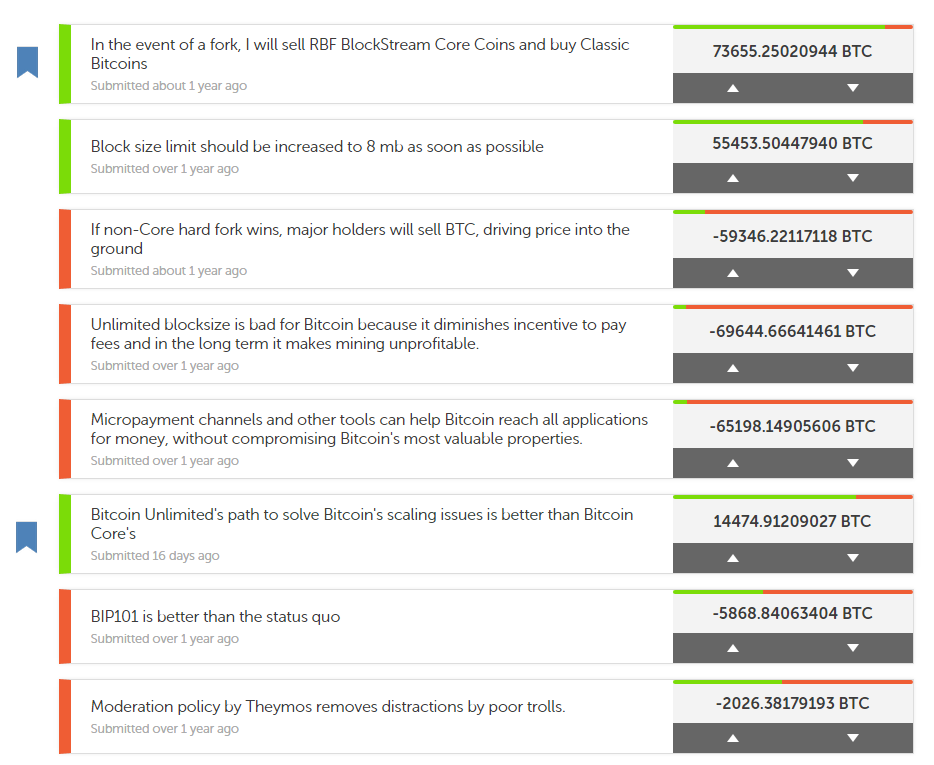 In the event of a fork, I will sell RBF BlockStream Core Coins and buy Classic
Bitcoins
Submitted about 1 year ago
73655.25020944 BTC
Block size limit should be increased to 8 mb as soon as possible
Submitted over 1 year ago
55453.50447940 BTC
If non-Core hard fork wins, major holders will sell BTC, driving price into the
ground
Submitted about 1 year ago
-59346.22117118 BTC
Unlimited blocksize is bad for Bitcoin because it diminishes incentive to pay
fees and in the long term it makes mining unprofitable.
Submitted over 1 year ago
-69644.66641461 BTC
Micropayment channels and other tools can help Bitcoin reach all applications
for money, without compromising Bitcoin's most valuable properties.
Submitted over 1 year ago
-65198.14905606 BTC
Bitcoin Unlimited's path to solve Bitcoin's scaling issues is better than Bitcoin
Core's
Submitted 16 days ago
14474.91209027 BTC
BIP101 is better than the status quo
Submitted over 1 year ago
-5868.84063404 BTC
Moderation policy by Theymos removes distractions by poor trolls.
Submitted over 1 year ago
-2026.38179193 BTC